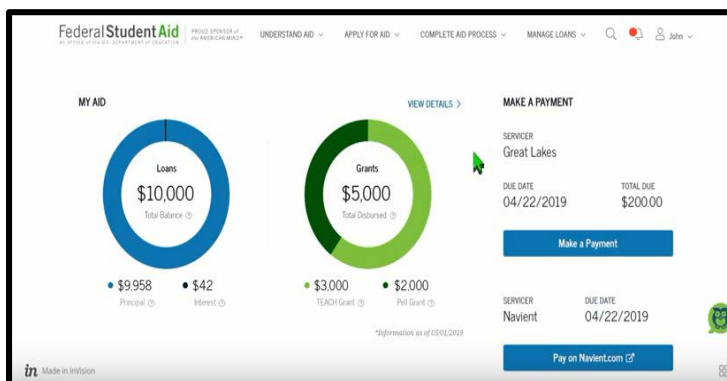 Federal Student Aid
AN OFFICE of the U.S. DEPARTMENT of EDUCATION
PROUD SPONSOR of
the AMERICAN MIND®
UNDERSTAND AID
APPLY FOR AID
COMPLETE AID PROCESS
MANAGE LOANS
John
MY AID
VIEW DETAILS >
Loans
$10,000
Total Balance
$9,958
Principal
$42
Interest
Grants
$5,000
Total Disbursed
$3,000
TEACH Grant
$2,000
Pell Grant
*Information as of 05/01/2019
MAKE A PAYMENT
SERVICER
Great Lakes
DUE DATE
04/22/2019
TOTAL DUE
$200.00
Make a Payment
SERVICER
Navient
DUE DATE
04/22/2019
Pay on Navient.com
in Made in InVision